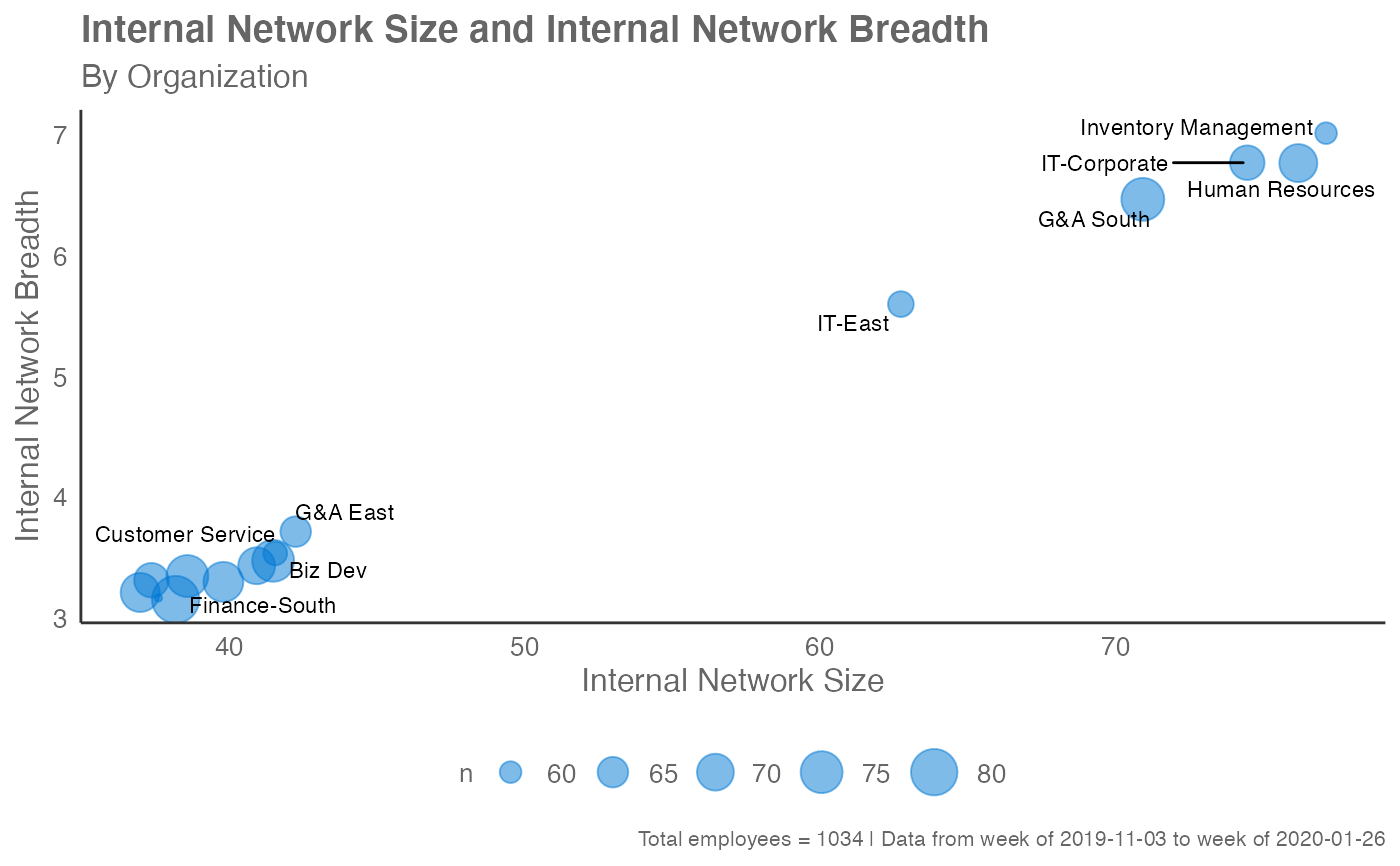 Internal Network Size and Internal Network Breadth
By Organization
Internal Network Breadth
7
6
5
4
3
Inventory Management
IT-Corporate
Human Resources
G&A South
IT-East
G&A East
Customer Service
Biz Dev
Finance-South
40 50 60 70
Internal Network Size
n 60 65 70 75 80
Total employees = 1034 | Data from week of 2019-11-03 to week of 2020-01-26